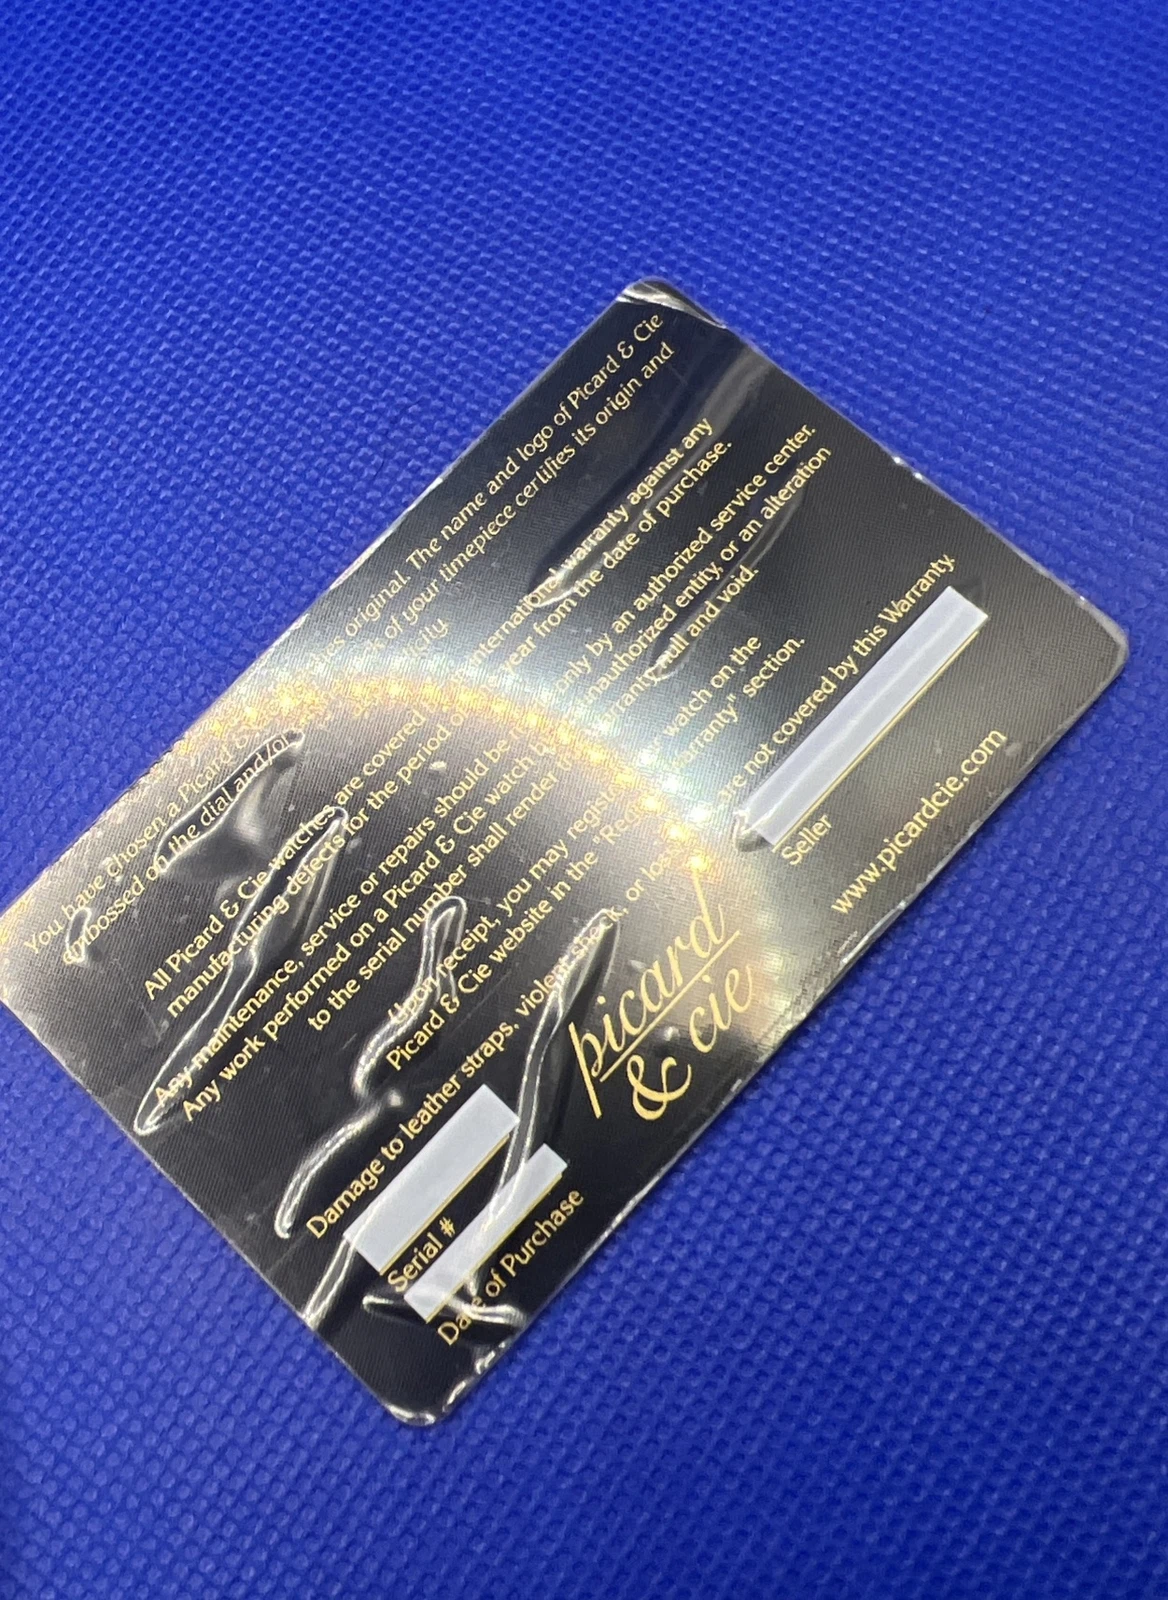 You have chosen a Picard & original. The name and logo of Picard & Cie
embossed on the dial and/or of your timepiece certifies its origin and
All Picard & Cie watches are covered international warranty against any
manufacturing defects for the period year from the date of purchase.
Any maintenance, service or repairs should be only by an authorized service center.
Any work performed on a Picard & Cie watch unauthorized entity, or an alteration
to the serial number shall render null and void.
Upon receipt, you may register watch on the
Picard & Cie website in the Warranty" section.
Damage to leather straps, violent shock, or loss are not covered by this Warranty.
Serial #
Date of Purchase
picard
& cie
Seller
www.picardcie.com